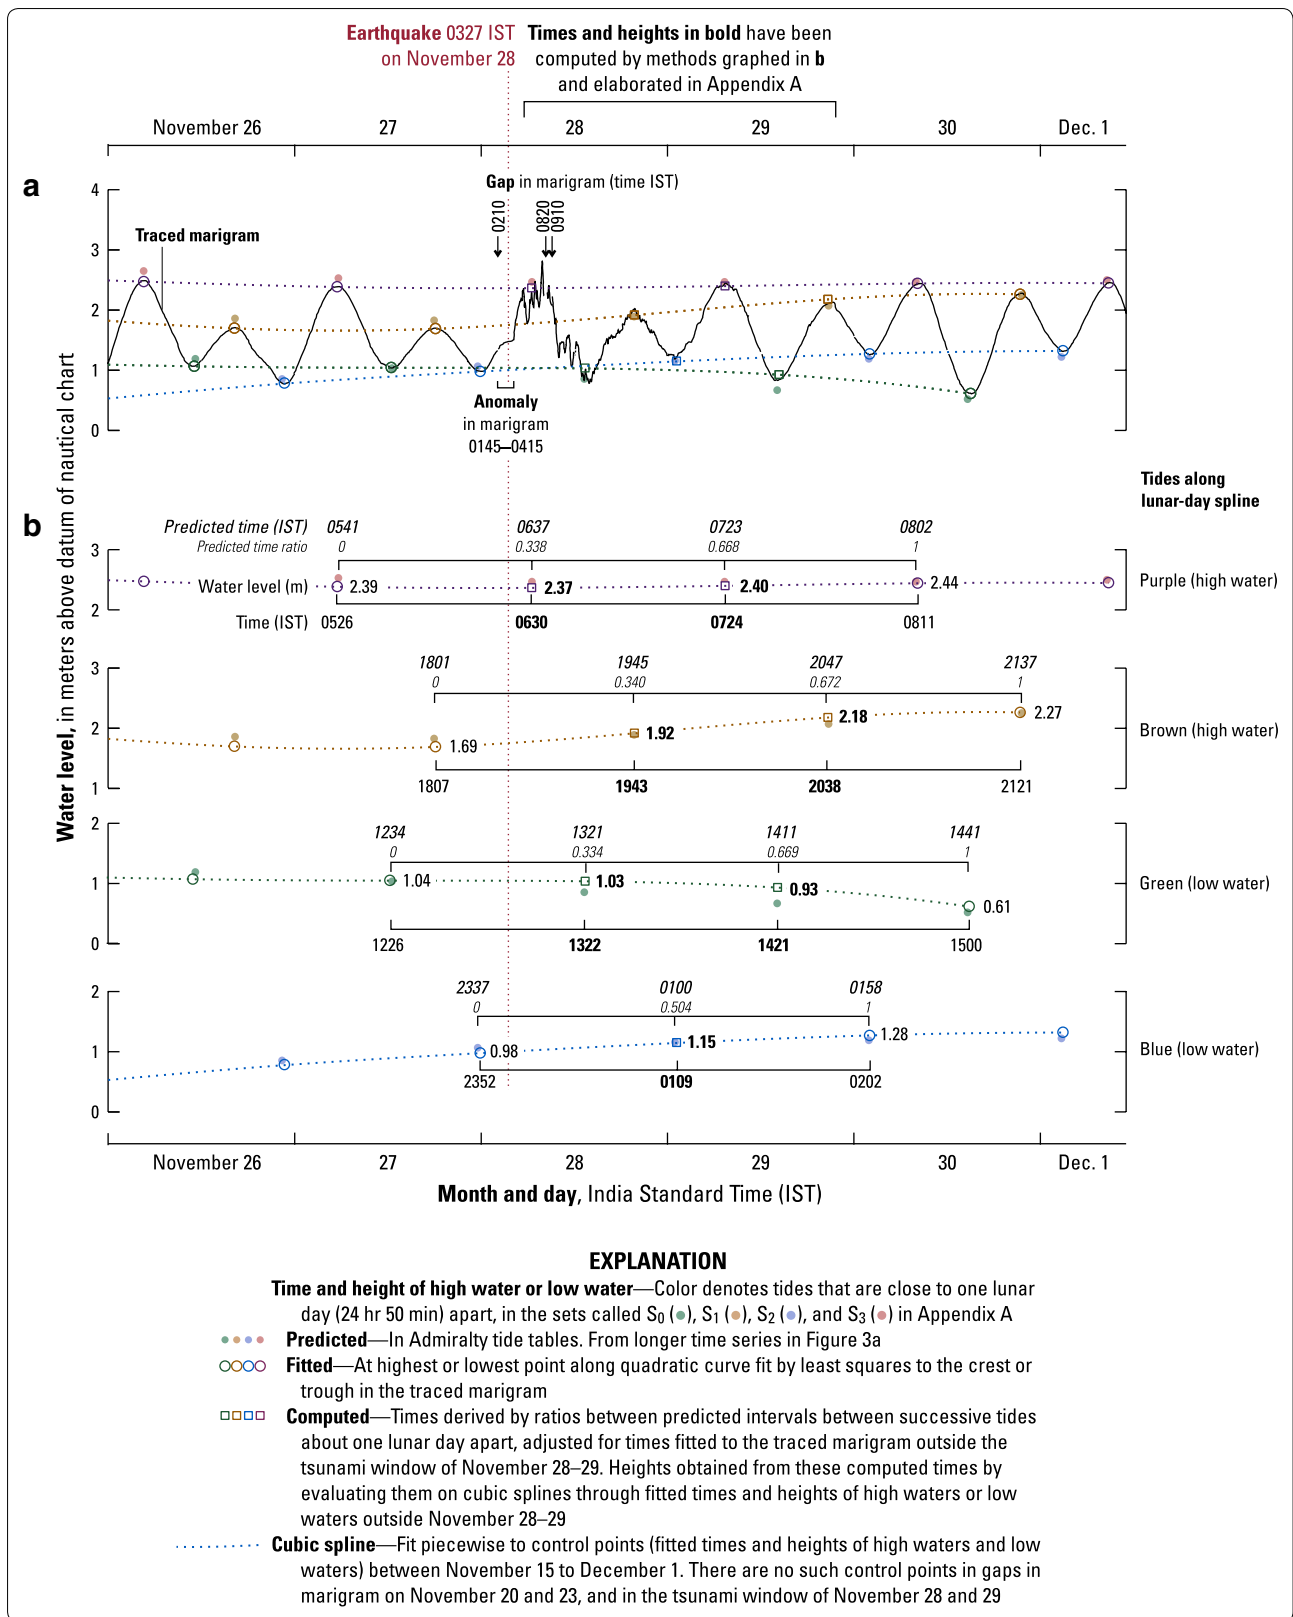 Earthquake 0327 IST
on November 28
Times and heights in bold have been
computed by methods graphed in b
and elaborated in Appendix A
November 26 27 28 29 30 Dec. 1
a
4
3
2
1
0
Gap in marigram (time IST)
0210
0820
0910
Traced marigram
Anomaly
in marigram
0145–0415
Water level, in meters above datum of nautical chart
Tides along
lunar-day spline
b
Predicted time (IST) 0541 0637 0723 0802
Predicted time ratio 0 0.338 0.668 1
3
Water level (m) 2.39 2.37 2.40 2.44 Purple (high water)
2
Time (IST) 0526 0630 0724 0811
1801 1945 2047 2137
3
0 0.340 0.672 1
2
1.69 1.92 2.18 2.27 Brown (high water)
1
1807 1943 2038 2121
2
1234 1321 1411 1441
0 0.334 0.669 1
1
1.04 1.03 0.93 0.61 Green (low water)
0
1226 1322 1421 1500
2
2337 0100 0158
0 0.504 1
1
0.98 1.15 1.28 Blue (low water)
2352 0109 0202
0
November 26 27 28 29 30 Dec. 1
Month and day, India Standard Time (IST)
EXPLANATION
Time and height of high water or low water—Color denotes tides that are close to one lunar
day (24 hr 50 min) apart, in the sets called S0 (●), S1 (●), S2 (●), and S3 (●) in Appendix A
Predicted—In Admiralty tide tables. From longer time series in Figure 3a
Fitted—At highest or lowest point along quadratic curve fit by least squares to the crest or
trough in the traced marigram
Computed—Times derived by ratios between predicted intervals between successive tides
about one lunar day apart, adjusted for times fitted to the traced marigram outside the
tsunami window of November 28–29. Heights obtained from these computed times by
evaluating them on cubic splines through fitted times and heights of high waters or low
waters outside November 28–29
Cubic spline—Fit piecewise to control points (fitted times and heights of high waters and low
waters) between November 15 to December 1. There are no such control points in gaps in
marigram on November 20 and 23, and in the tsunami window of November 28 and 29